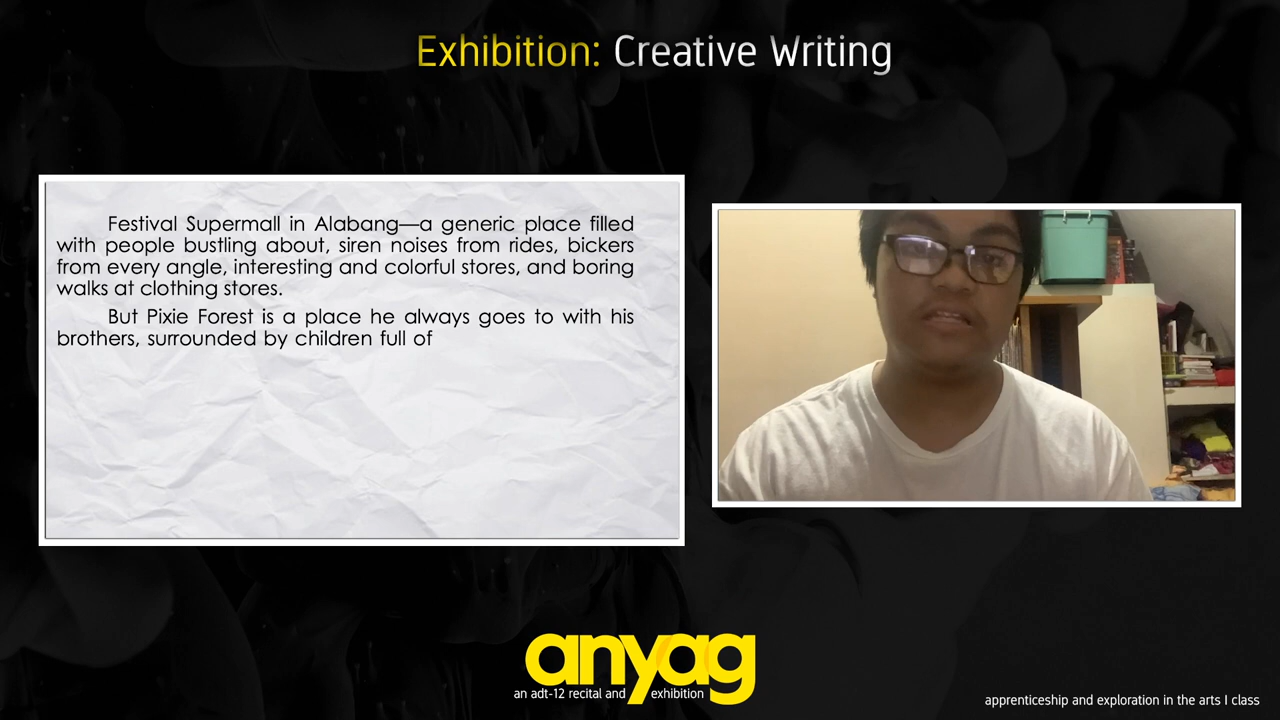 Exhibition: Creative Writing
Festival Supermall in Alabang—a generic place filled
with people bustling about, siren noises from rides, bickers
from every angle, interesting and colorful stores, and boring
walks at clothing stores.
But Pixie Forest is a place he always goes to with his
brothers, surrounded by children full of
anyag
an adt-12 recital and exhibition
apprenticeship and exploration in the arts I class